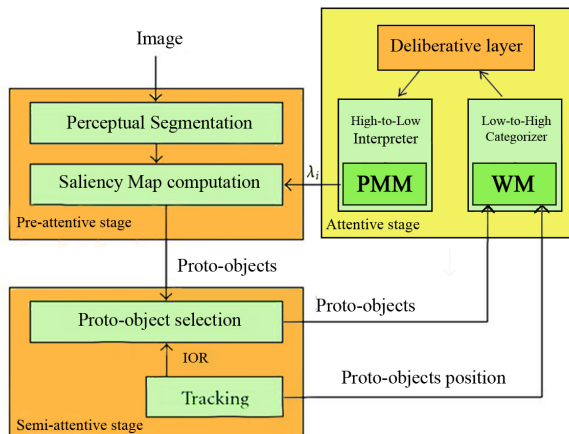 Image
Perceptual Segmentation
Saliency Map computation
Pre-attentive stage
Deliberative layer
High-to-Low
Interpreter
PMM
Low-to-High
Categorizer
WM
Attentive stage
λi
Proto-objects
Proto-object selection
IOR
Tracking
Semi-attentive stage
Proto-objects
Proto-objects position